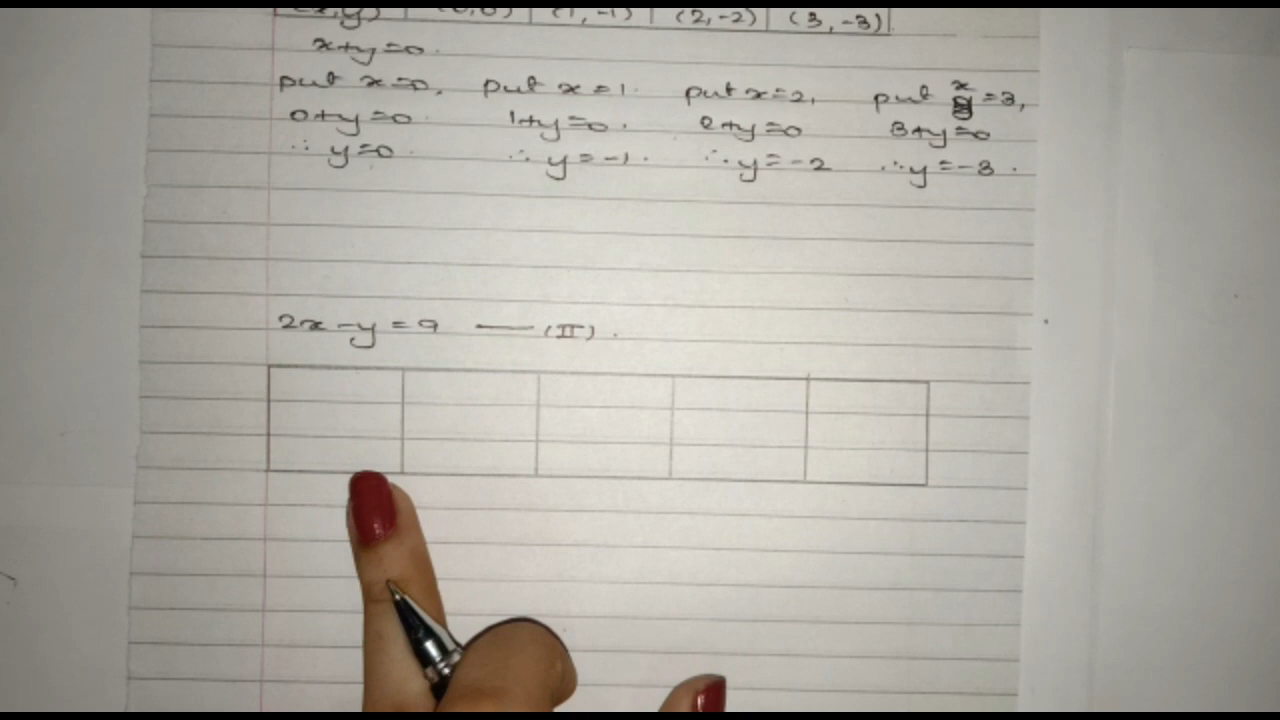 (x,y) (0,0) (1,-1) (2,-2) (3,-3)
x+y=0.
put x=0, put x=1. put x=2, put x=3,
0+y=0 1+y=0. 2+y=0 3+y=0
∴ y=0 ∴ y=-1. ∴ y=-2 ∴ y=-3.
2x-y=9 — (II).